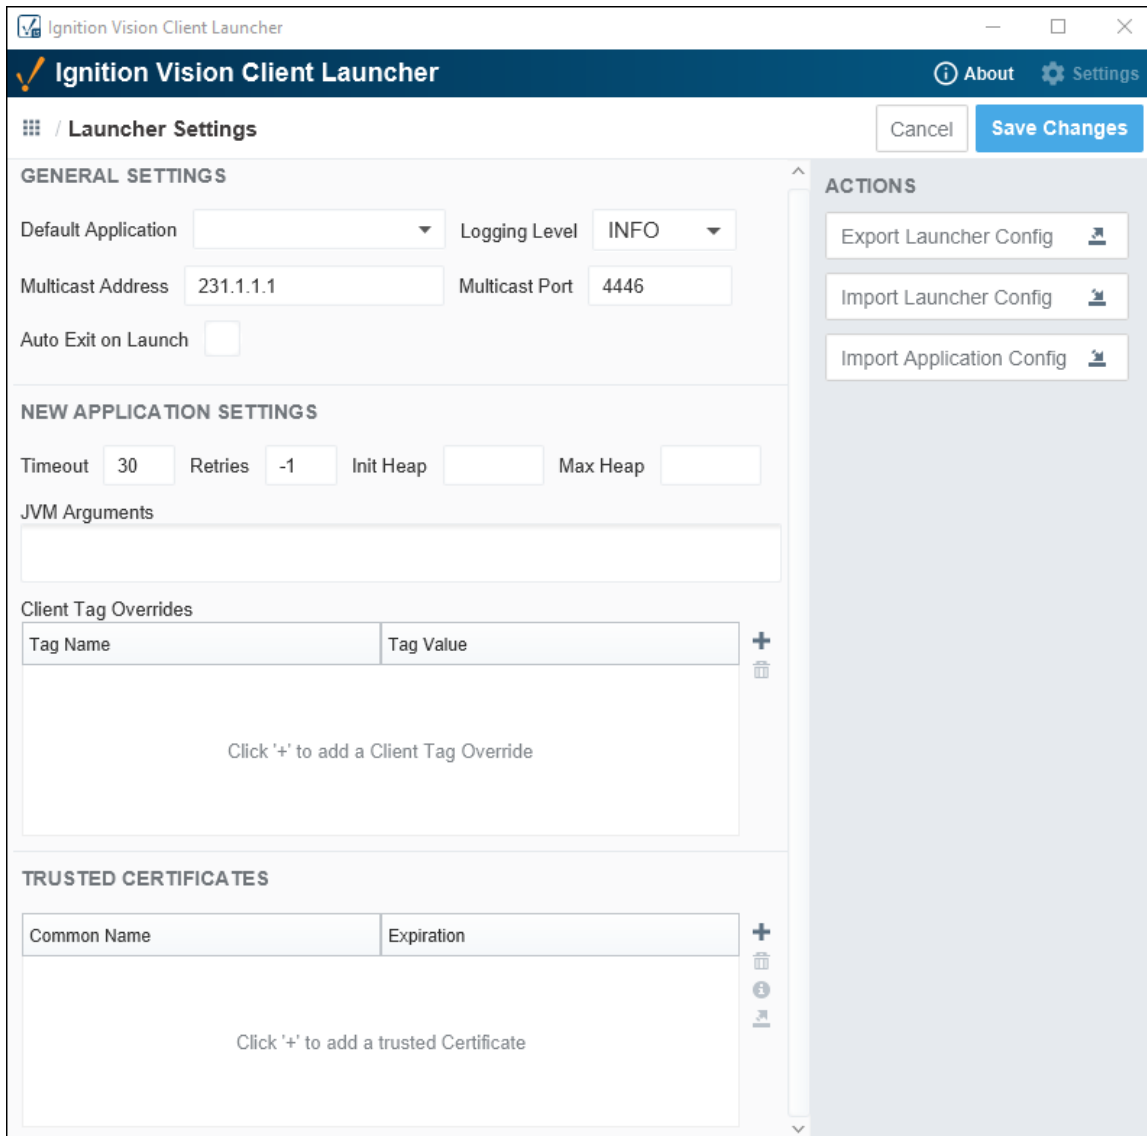 Ignition Vision Client Launcher
Ignition Vision Client Launcher About Settings
/ Launcher Settings Cancel Save Changes
GENERAL SETTINGS
Default Application Logging Level INFO
Multicast Address 231.1.1.1 Multicast Port 4446
Auto Exit on Launch
NEW APPLICATION SETTINGS
Timeout 30 Retries -1 Init Heap Max Heap
JVM Arguments
Client Tag Overrides
Tag Name Tag Value
Click '+' to add a Client Tag Override
TRUSTED CERTIFICATES
Common Name Expiration
Click '+' to add a trusted Certificate
ACTIONS
Export Launcher Config
Import Launcher Config
Import Application Config